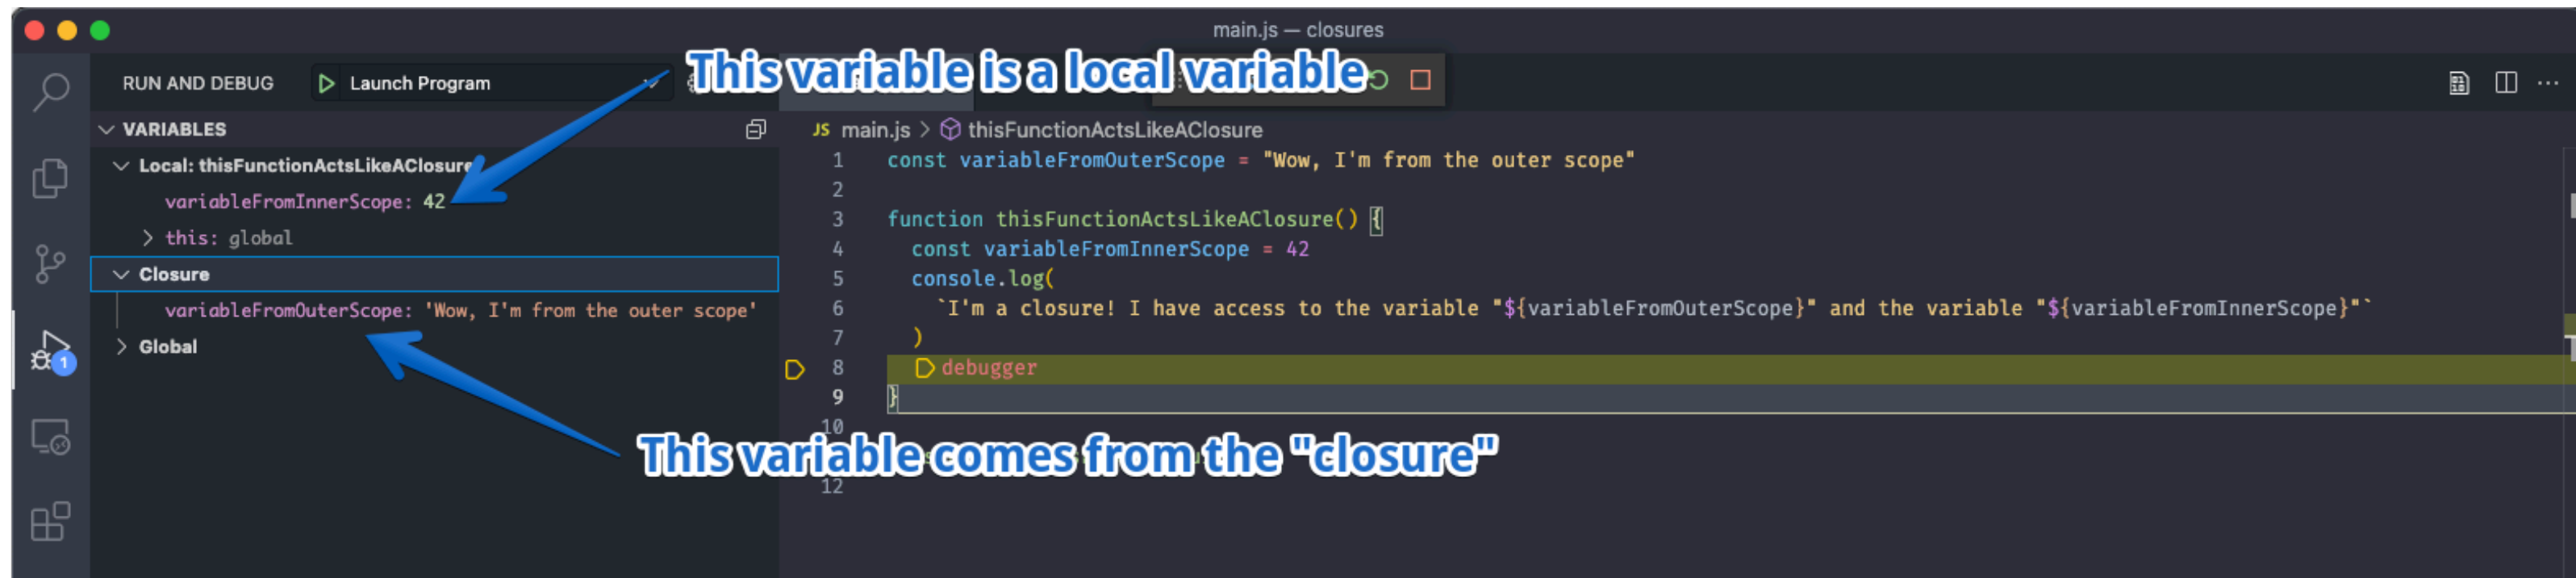 main.js — closures
This variable is a local variable
RUN AND DEBUG
Launch Program
VARIABLES
Local: thisFunctionActsLikeAClosure
variableFromInnerScope: 42
this: global
Closure
variableFromOuterScope: 'Wow, I'm from the outer scope'
Global
1
This variable comes from the "closure"
JS main.js > thisFunctionActsLikeAClosure
1 const variableFromOuterScope = "Wow, I'm from the outer scope"
2
3 function thisFunctionActsLikeAClosure() {
4 const variableFromInnerScope = 42
5 console.log(
6 `I'm a closure! I have access to the variable "${variableFromOuterScope}" and the variable "${variableFromInnerScope}"`
7 )
8 debugger
9 }
10
12